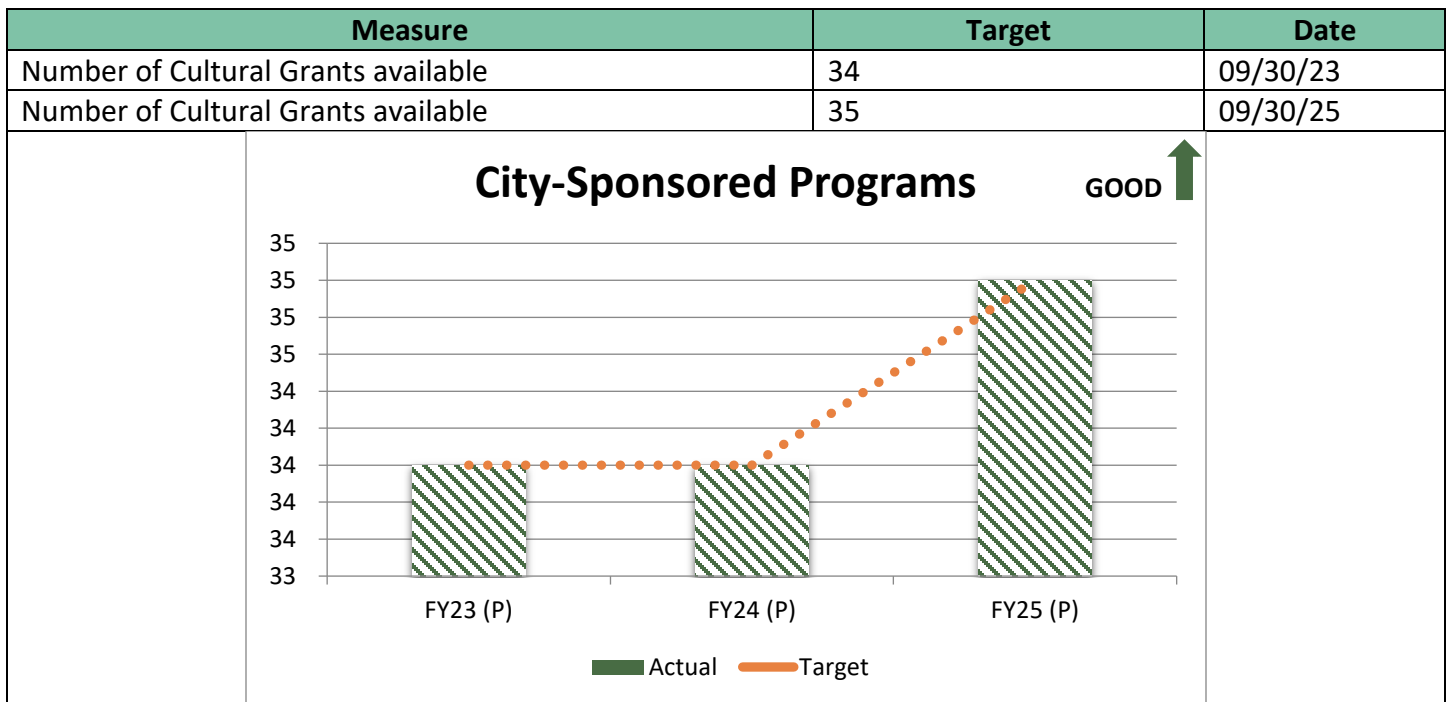 Measure Target Date
Number of Cultural Grants available 34 09/30/23
Number of Cultural Grants available 35 09/30/25
City-Sponsored Programs GOOD
35
35
35
35
34
34
34
34
34
33
FY23 (P) FY24 (P) FY25 (P)
Actual Target